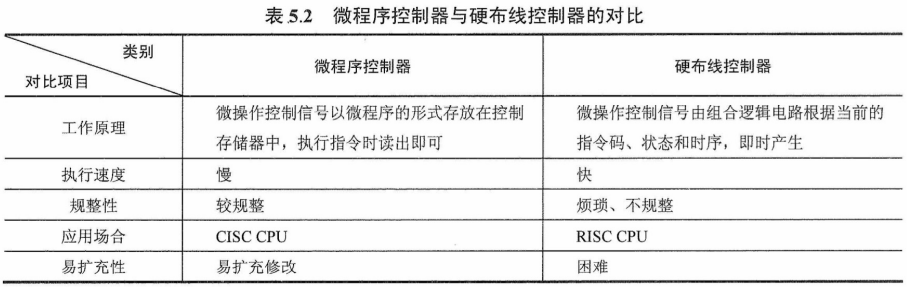 表 5.2 微程序控制器与硬布线控制器的对比
类别
对比项目
微程序控制器
硬布线控制器
工作原理
微操作控制信号以微程序的形式存放在控制
存储器中，执行指令时读出即可
微操作控制信号由组合逻辑电路根据当前的
指令码、状态和时序，即时产生
执行速度
慢
快
规整性
较规整
烦琐、不规整
应用场合
CISC CPU
RISC CPU
易扩充性
易扩充修改
困难